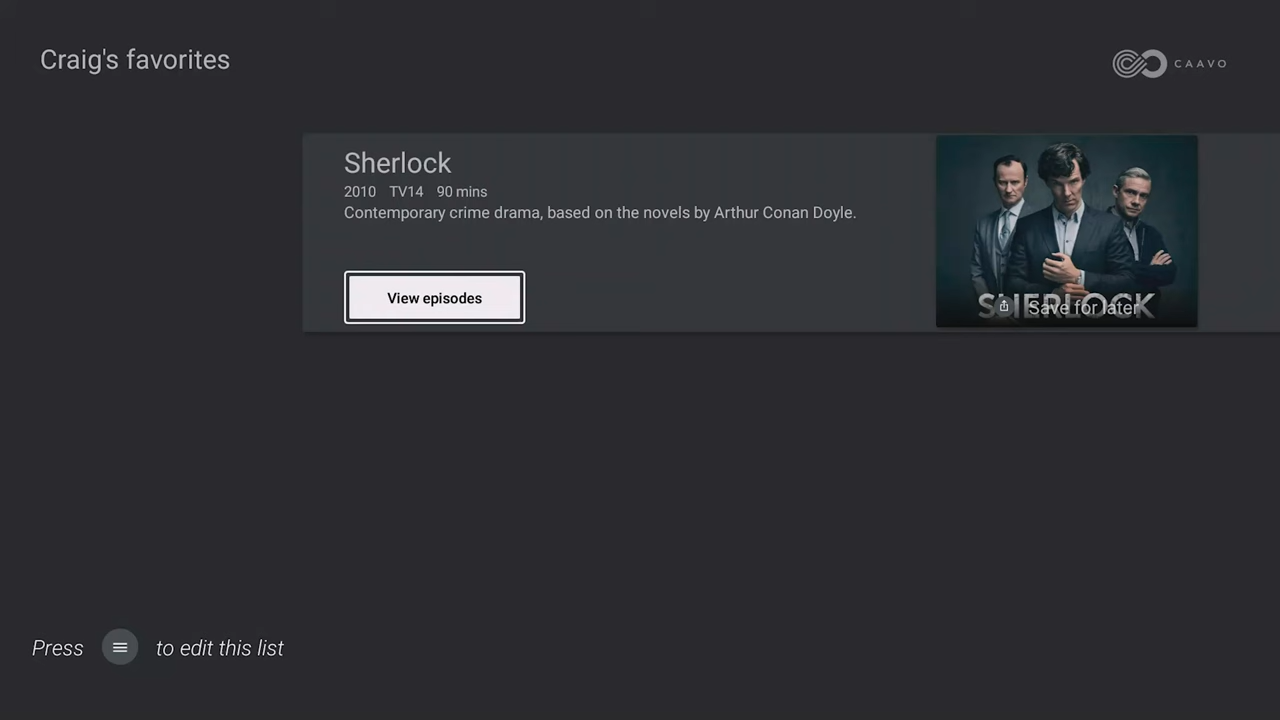 Craig's favorites
CAAVO
Sherlock
2010 TV14 90 mins
Contemporary crime drama, based on the novels by Arthur Conan Doyle.
View episodes
SHERLOCK
Save for later
Press to edit this list